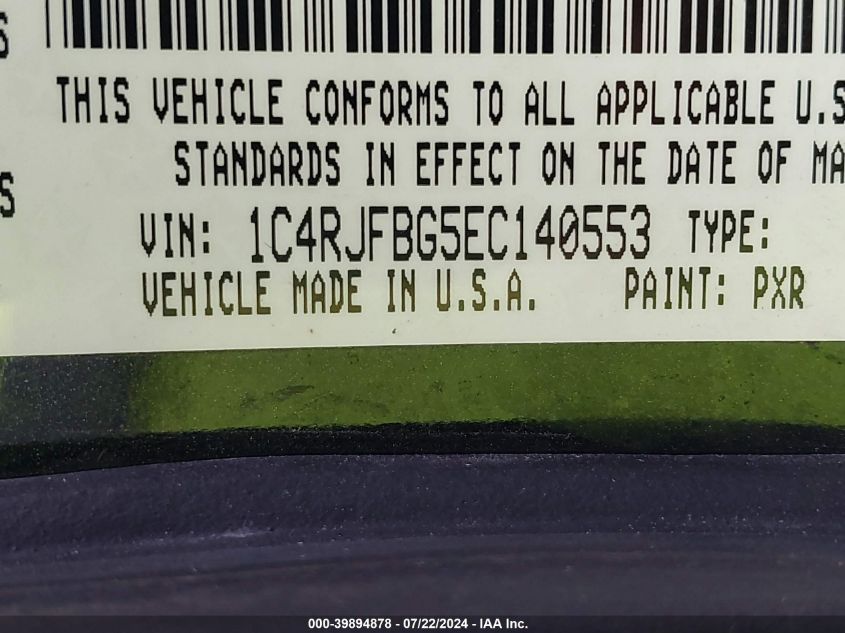 S
THIS VEHICLE CONFORMS TO ALL APPLICABLE U.S
STANDARDS IN EFFECT ON THE DATE OF MA
S
VIN: 1C4RJFBG5EC140553 TYPE:
VEHICLE MADE IN U.S.A. PAINT: PXR
000-39894878 - 07/22/2024 - IAA Inc.